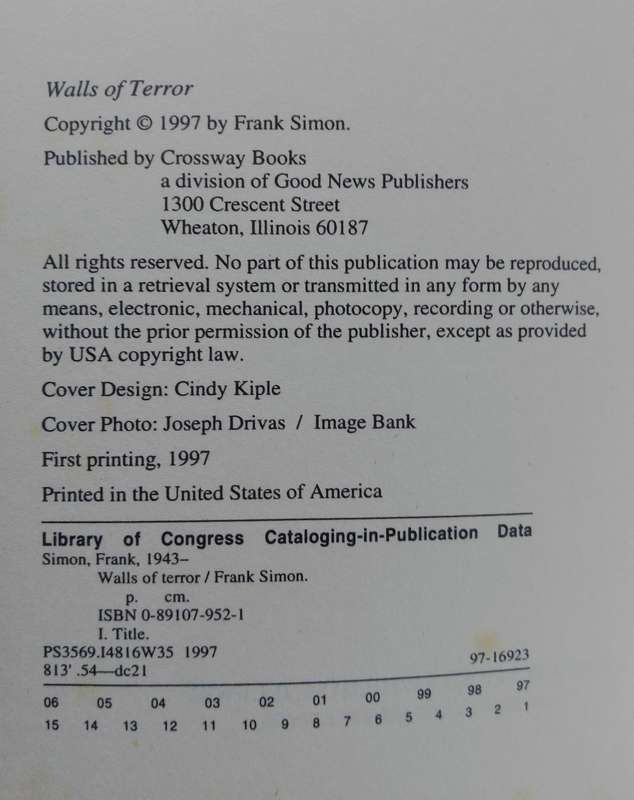 Walls of Terror
Copyright © 1997 by Frank Simon.
Published by Crossway Books
a division of Good News Publishers
1300 Crescent Street
Wheaton, Illinois 60187
All rights reserved. No part of this publication may be reproduced,
stored in a retrieval system or transmitted in any form by any
means, electronic, mechanical, photocopy, recording or otherwise,
without the prior permission of the publisher, except as provided
by USA copyright law.
Cover Design: Cindy Kiple
Cover Photo: Joseph Drivas / Image Bank
First printing, 1997
Printed in the United States of America
Library of Congress Cataloging-in-Publication Data
Simon, Frank, 1943–
Walls of terror / Frank Simon.
p. cm.
ISBN 0-89107-952-1
I. Title.
PS3569.I4816W35 1997
813' .54—dc21 97-16923
06 05 04 03 02 01 00 99 98 97
15 14 13 12 11 10 9 8 7 6 5 4 3 2 1